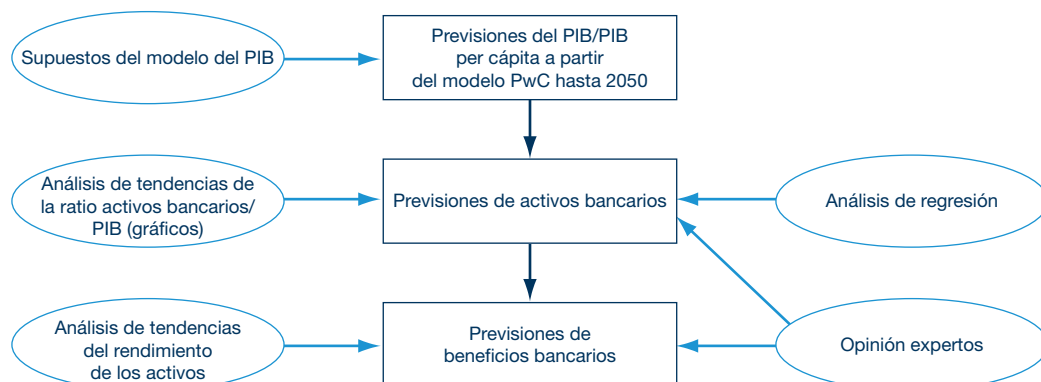 Supuestos del modelo del PIB
Previsiones del PIB/PIB
per cápita a partir
del modelo PwC hasta 2050
Análisis de tendencias de
la ratio activos bancarios/
PIB (gráficos)
Previsiones de activos bancarios
Análisis de regresión
Análisis de tendencias
del rendimiento
de los activos
Previsiones de
beneficios bancarios
Opinión expertos